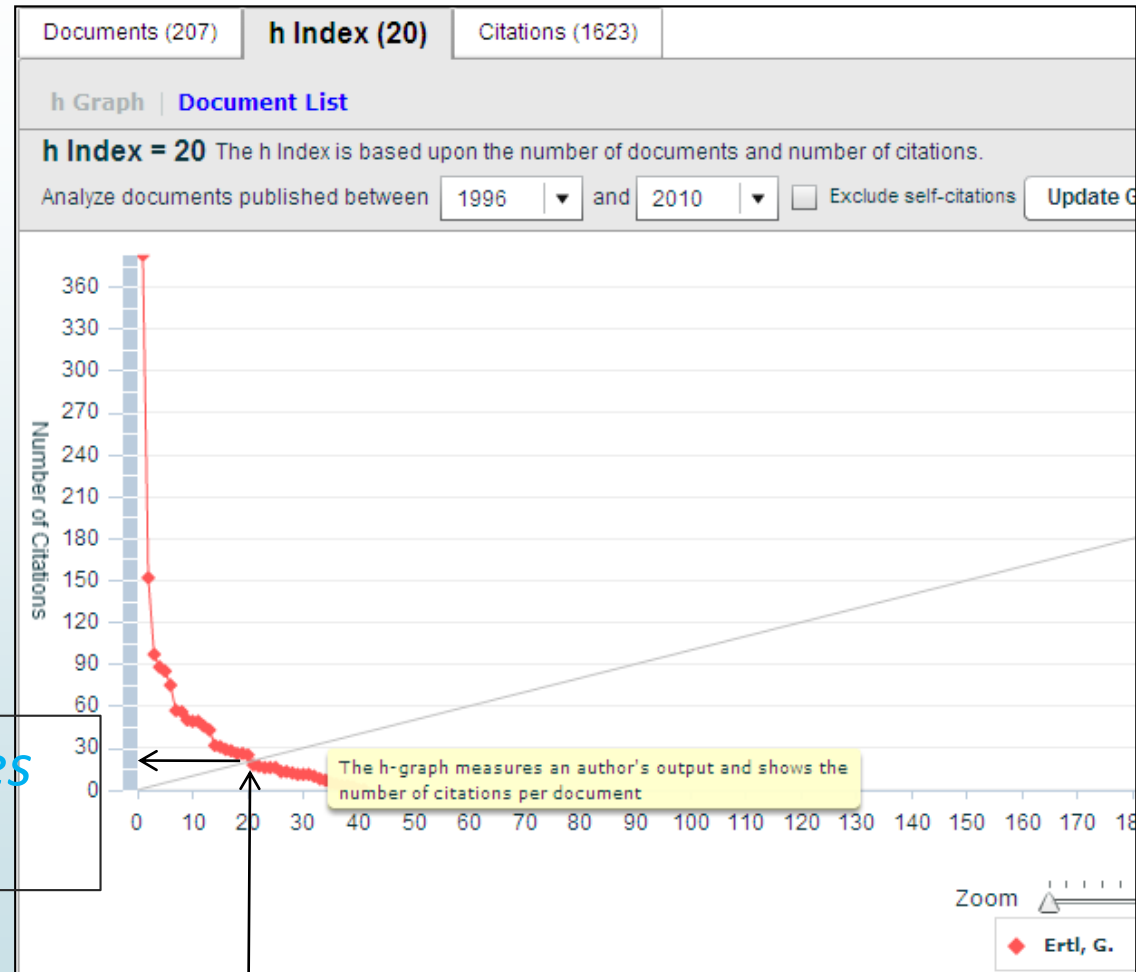 Documents (207) h Index (20) Citations (1623)
h Graph | Document List
h Index = 20 The h Index is based upon the number of documents and number of citations.
Analyze documents published between 1996 and 2010 Exclude self-citations Update G
360
330
300
270
240
210
180
150
120
90
60
30
0
Number of Citations
es
The h-graph measures an author's output and shows the
number of citations per document
0 10 20 30 40 50 60 70 80 90 100 110 120 130 140 150 160 170 18
Zoom
Ertl, G.